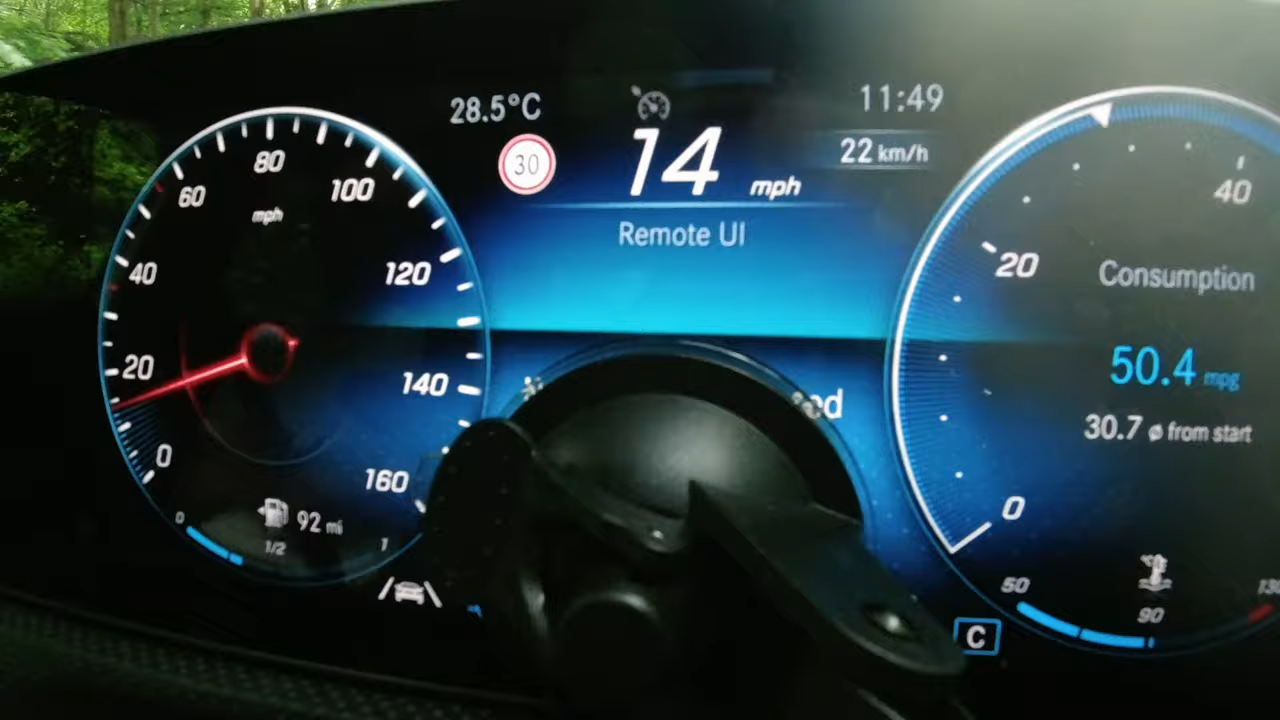 28.5°C
11:49
30
14 mph
22 km/h
Remote UI
80
60
100
mph
40
120
20
140
0
160
92 mi
0
1/2
1
40
20
Consumption
50.4 mpg
30.7 ø from start
0
50
90
C